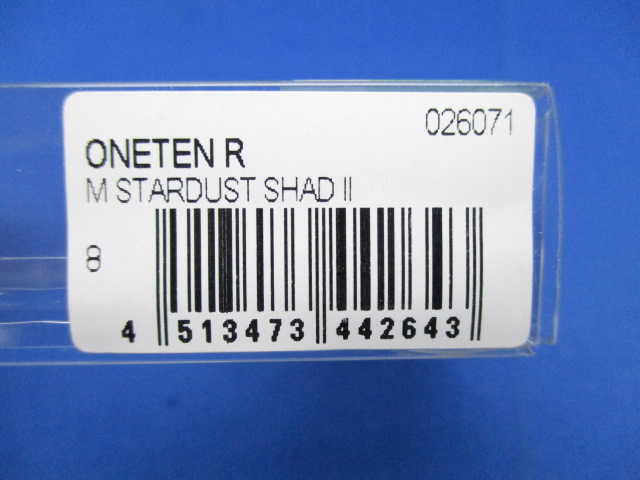 026071
ONETEN R
M STARDUST SHAD II
8
4 513473 442643